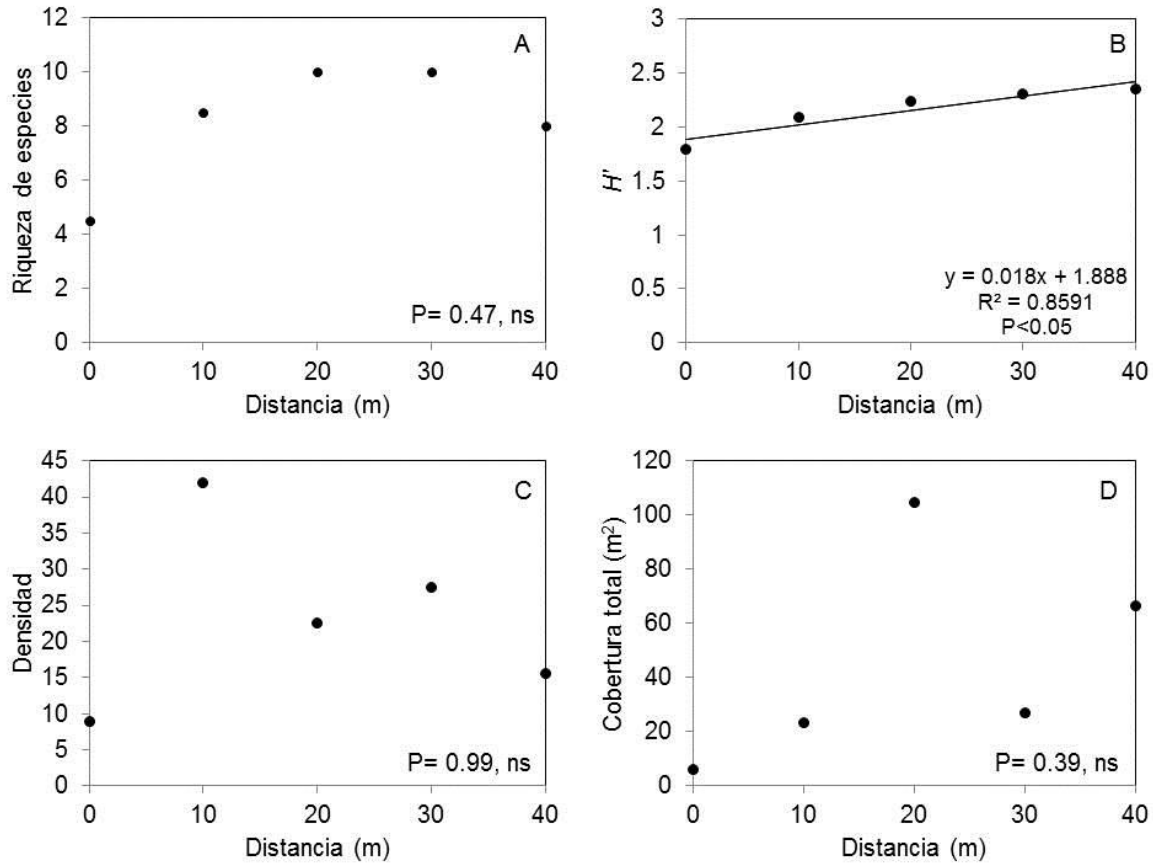 A
Riqueza de especies
12
10
8
6
4
2
0
0 10 20 30 40
Distancia (m)
P= 0.47, ns
B
H'
3
2.5
2
1.5
1
0.5
0
0 10 20 30 40
Distancia (m)
y = 0.018x + 1.888
R² = 0.8591
P<0.05
C
Densidad
45
40
35
30
25
20
15
10
5
0
0 10 20 30 40
Distancia (m)
P= 0.99, ns
D
Cobertura total (m²)
120
100
80
60
40
20
0
0 10 20 30 40
Distancia (m)
P= 0.39, ns